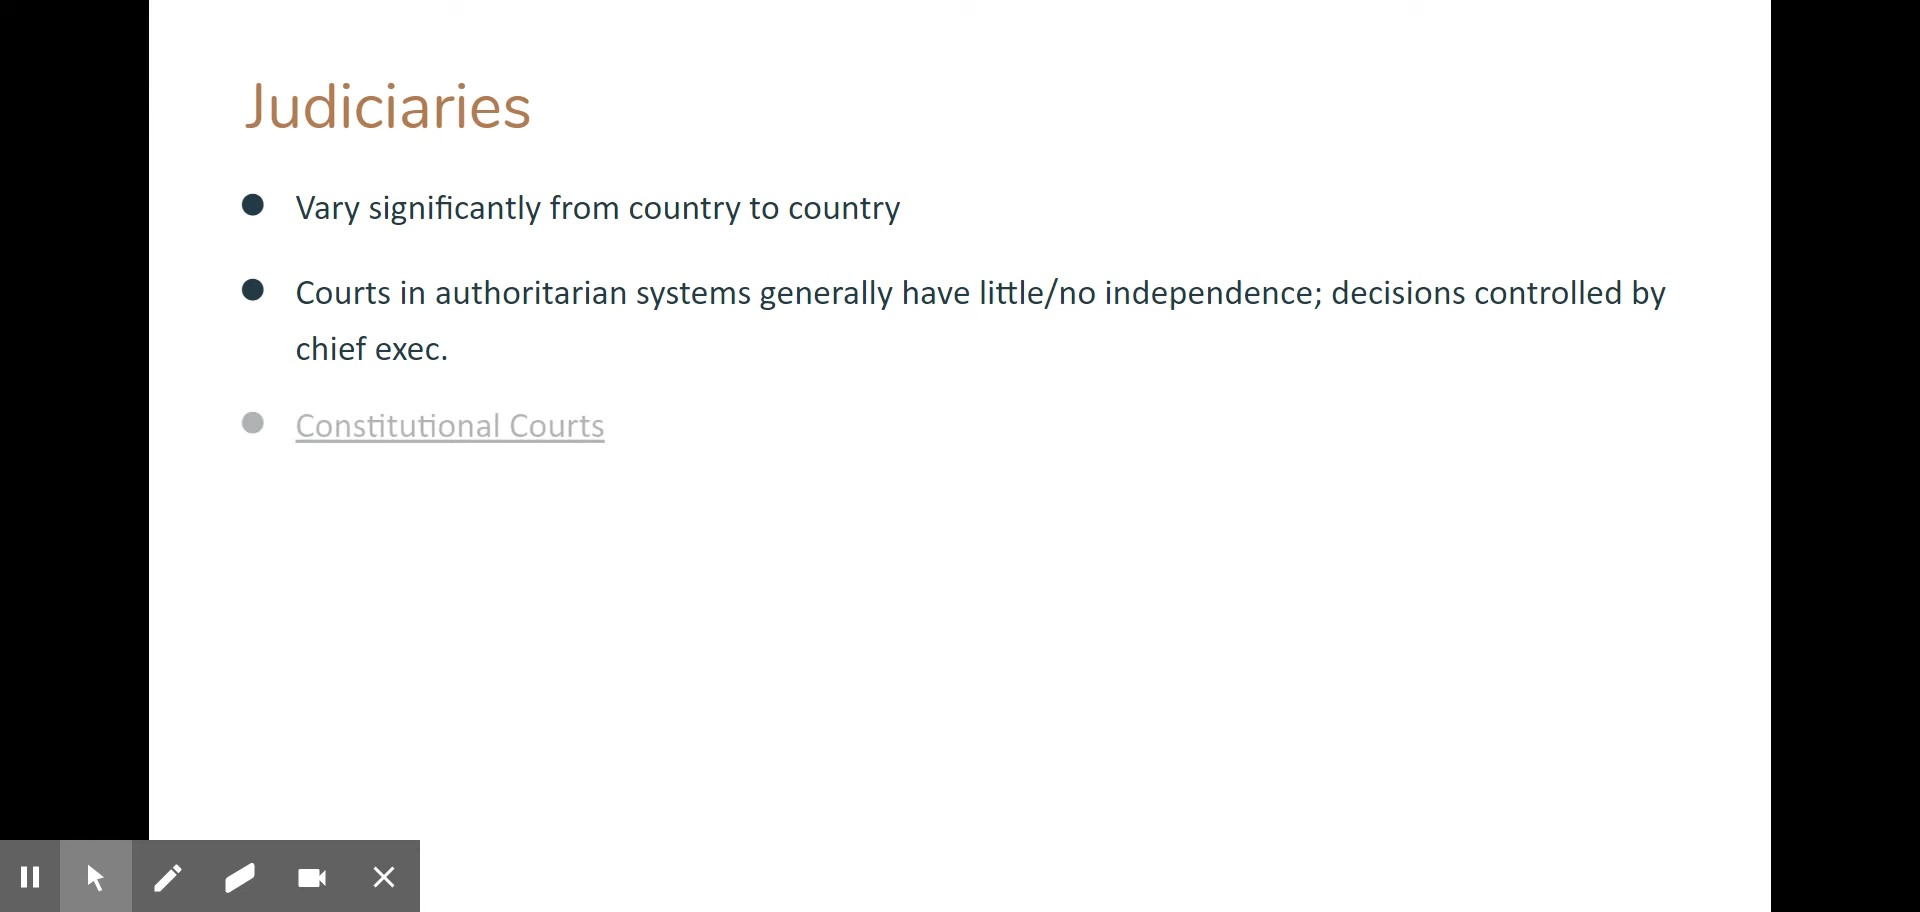 Judiciaries
Vary significantly from country to country
Courts in authoritarian systems generally have little/no independence; decisions controlled by
chief exec.
Constitutional Courts